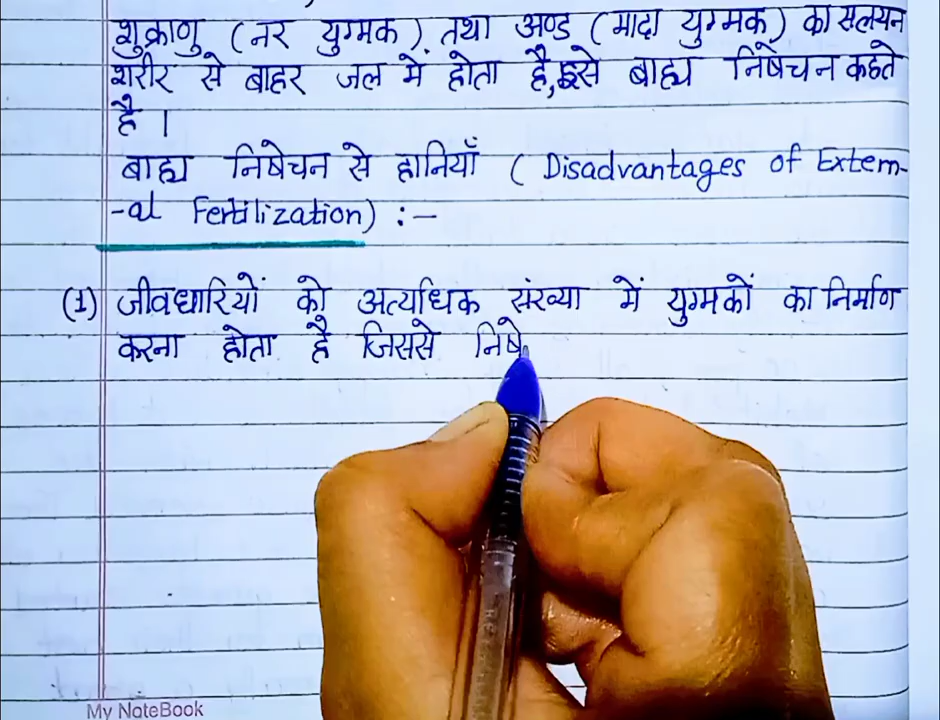 शुक्राणु (नर युग्मक) तथा अण्ड (मादा युग्मक) का सलयन
शरीर से बाहर जल में होता है, इसे बाह्य निषेचन कहते
है ।
बाह्य निषेचन से हानियाँ ( Disadvantages of Extern-
-al Fertilization) :-
(1) जीवधारियों को अत्यधिक संख्या में युग्मकों का निर्माण
करना होता है जिससे निषे
My NoteBook